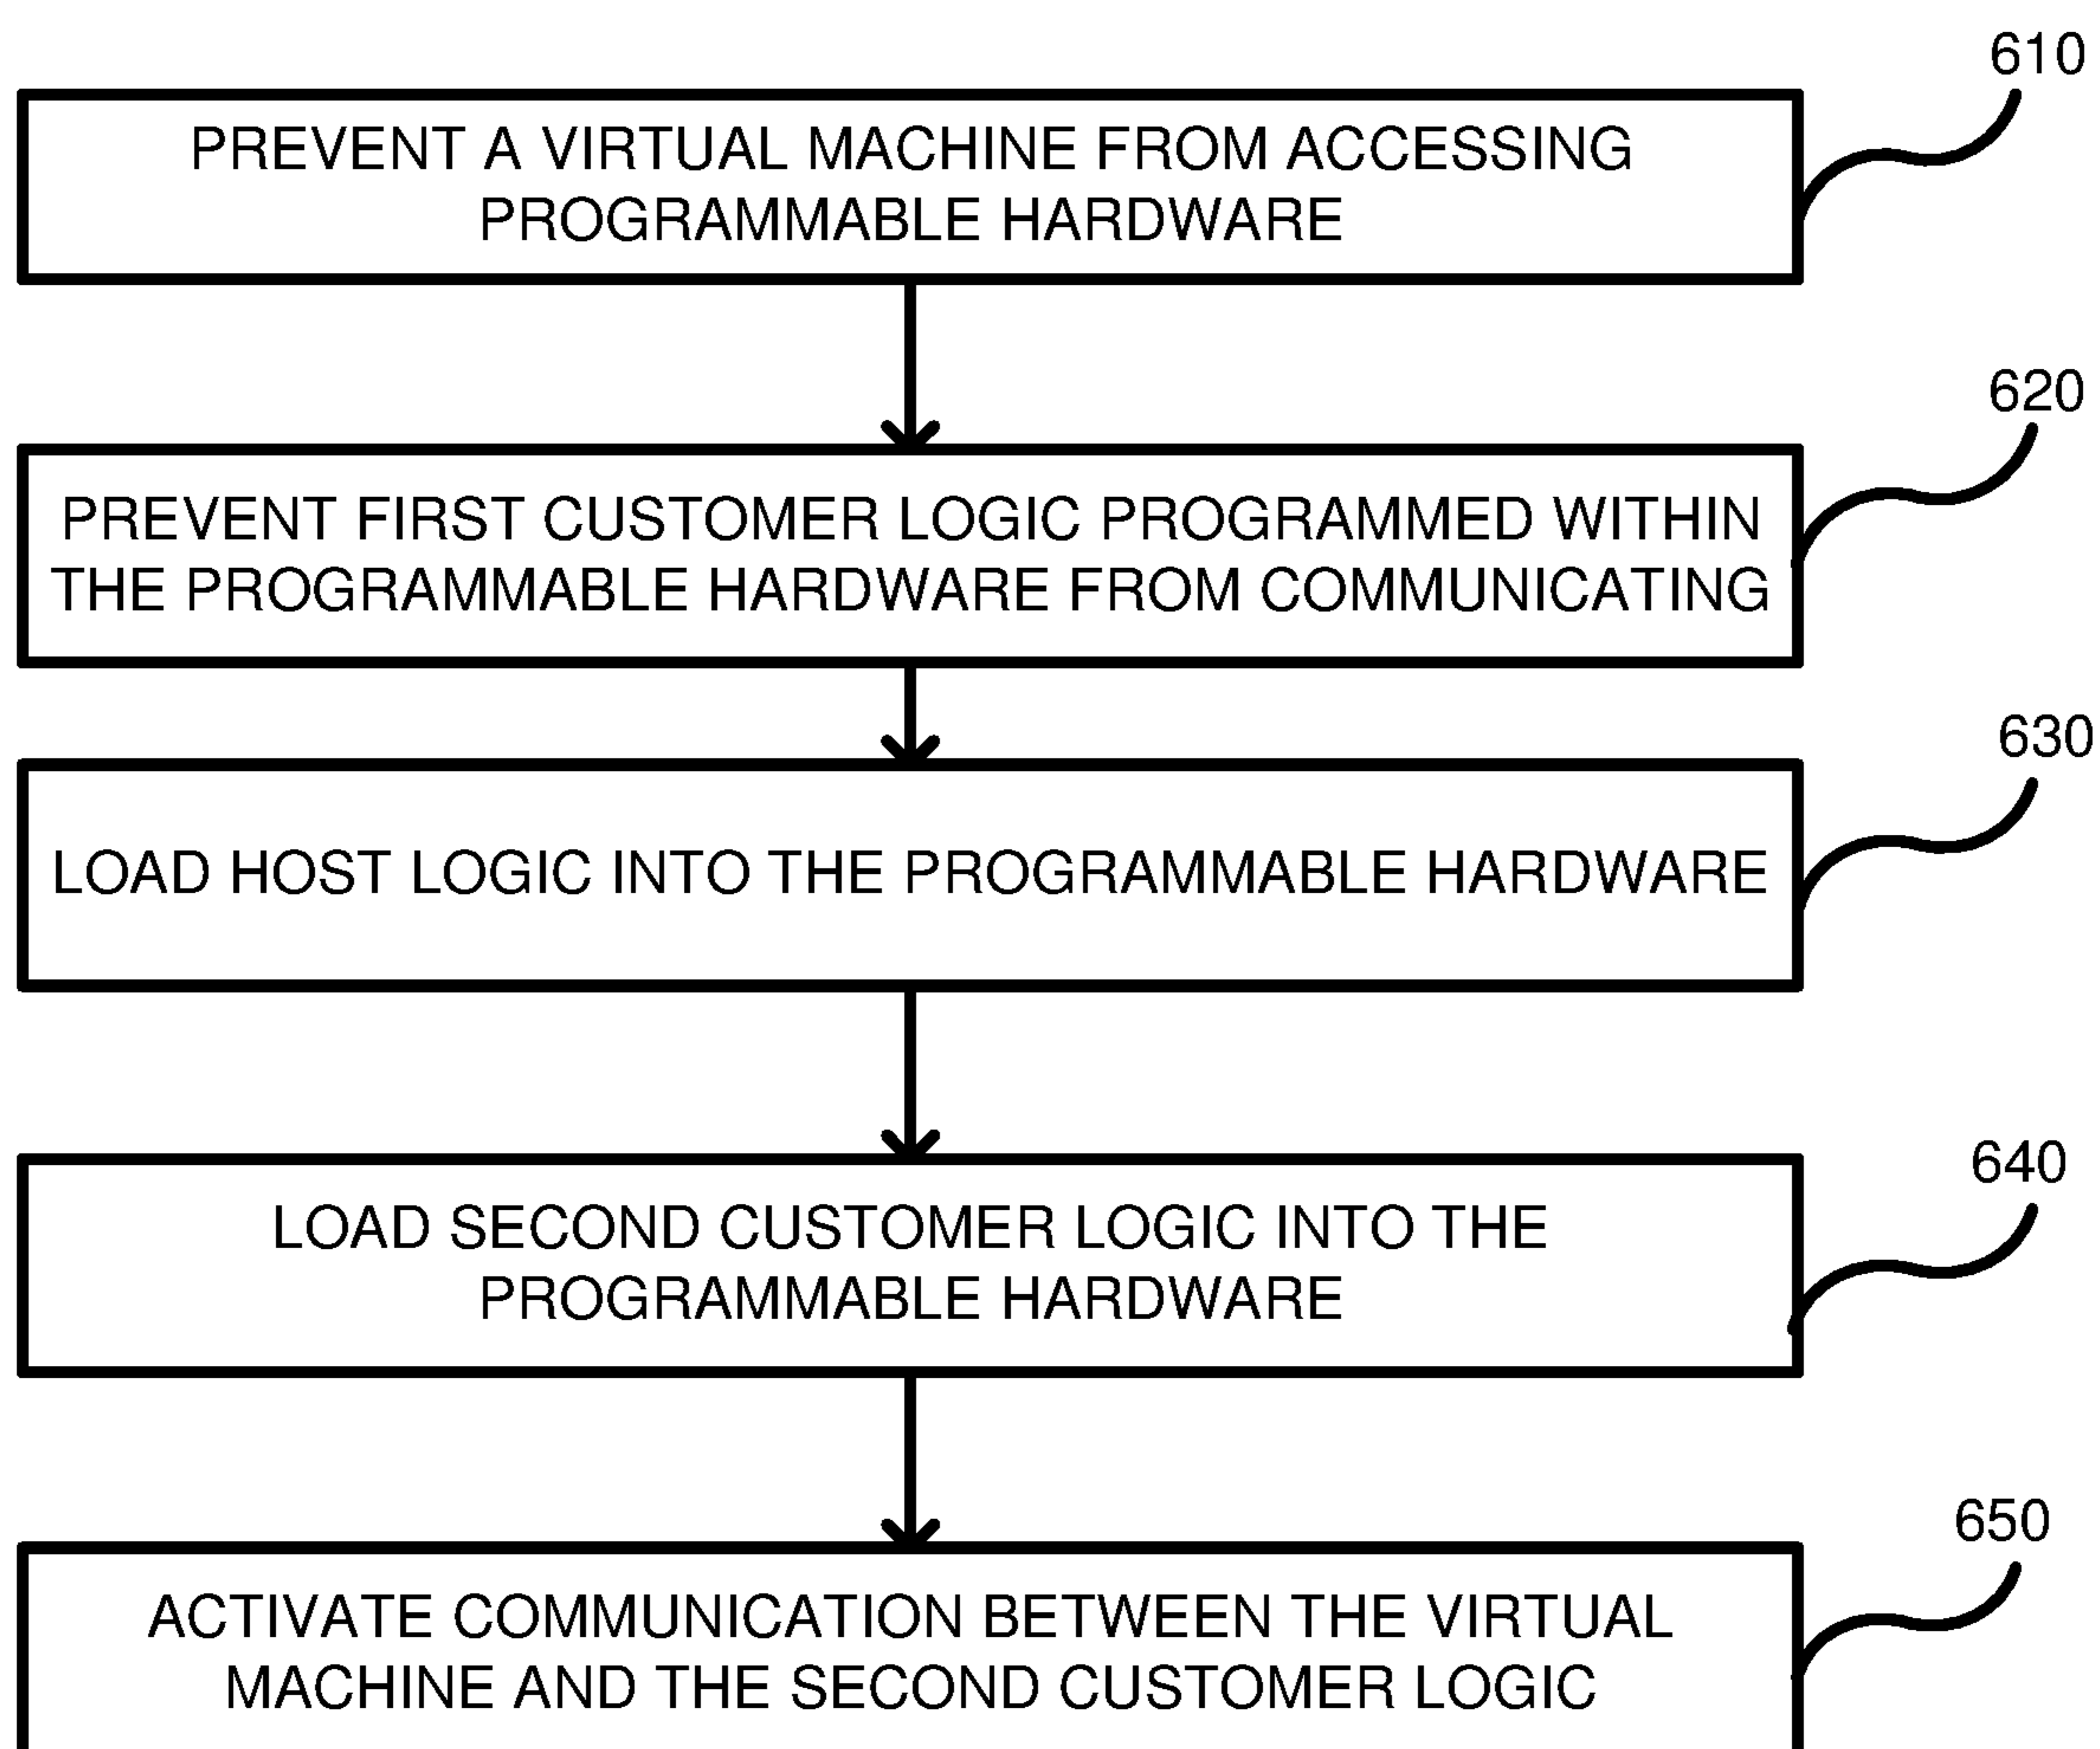 610
PREVENT A VIRTUAL MACHINE FROM ACCESSING
PROGRAMMABLE HARDWARE
620
PREVENT FIRST CUSTOMER LOGIC PROGRAMMED WITHIN
THE PROGRAMMABLE HARDWARE FROM COMMUNICATING
630
LOAD HOST LOGIC INTO THE PROGRAMMABLE HARDWARE
640
LOAD SECOND CUSTOMER LOGIC INTO THE
PROGRAMMABLE HARDWARE
650
ACTIVATE COMMUNICATION BETWEEN THE VIRTUAL
MACHINE AND THE SECOND CUSTOMER LOGIC